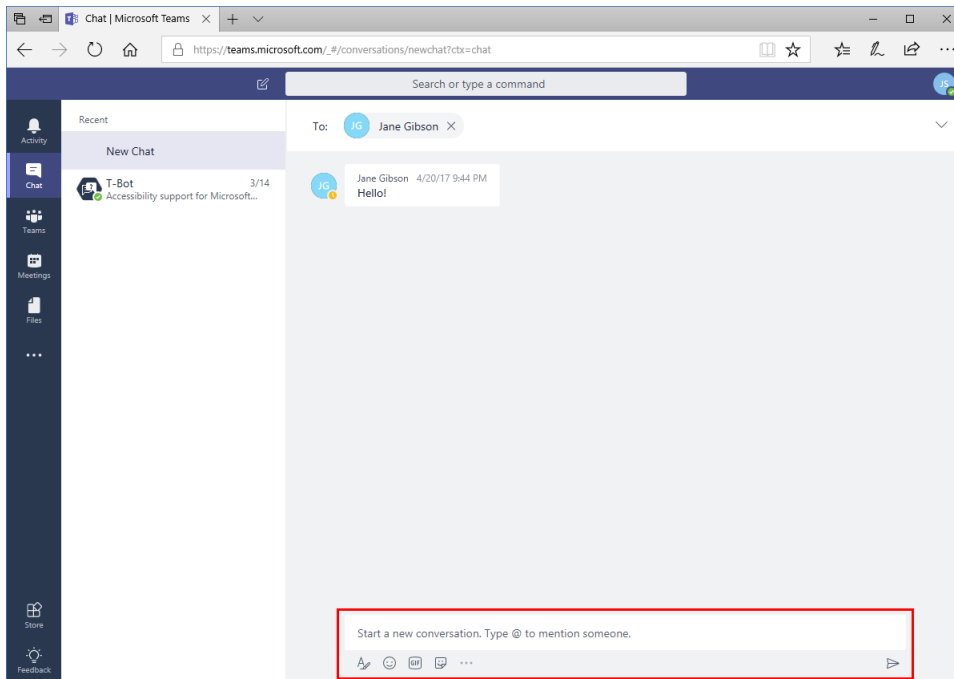 Chat | Microsoft Teams
https://teams.microsoft.com/_#/conversations/newchat?ctx=chat
Search or type a command
JS
Activity
Chat
Teams
Meetings
Files
Store
Feedback
Recent
New Chat
T-Bot 3/14
Accessibility support for Microsoft...
To: JG Jane Gibson
JG
Jane Gibson 4/20/17 9:44 PM
Hello!
Start a new conversation. Type @ to mention someone.
GIF